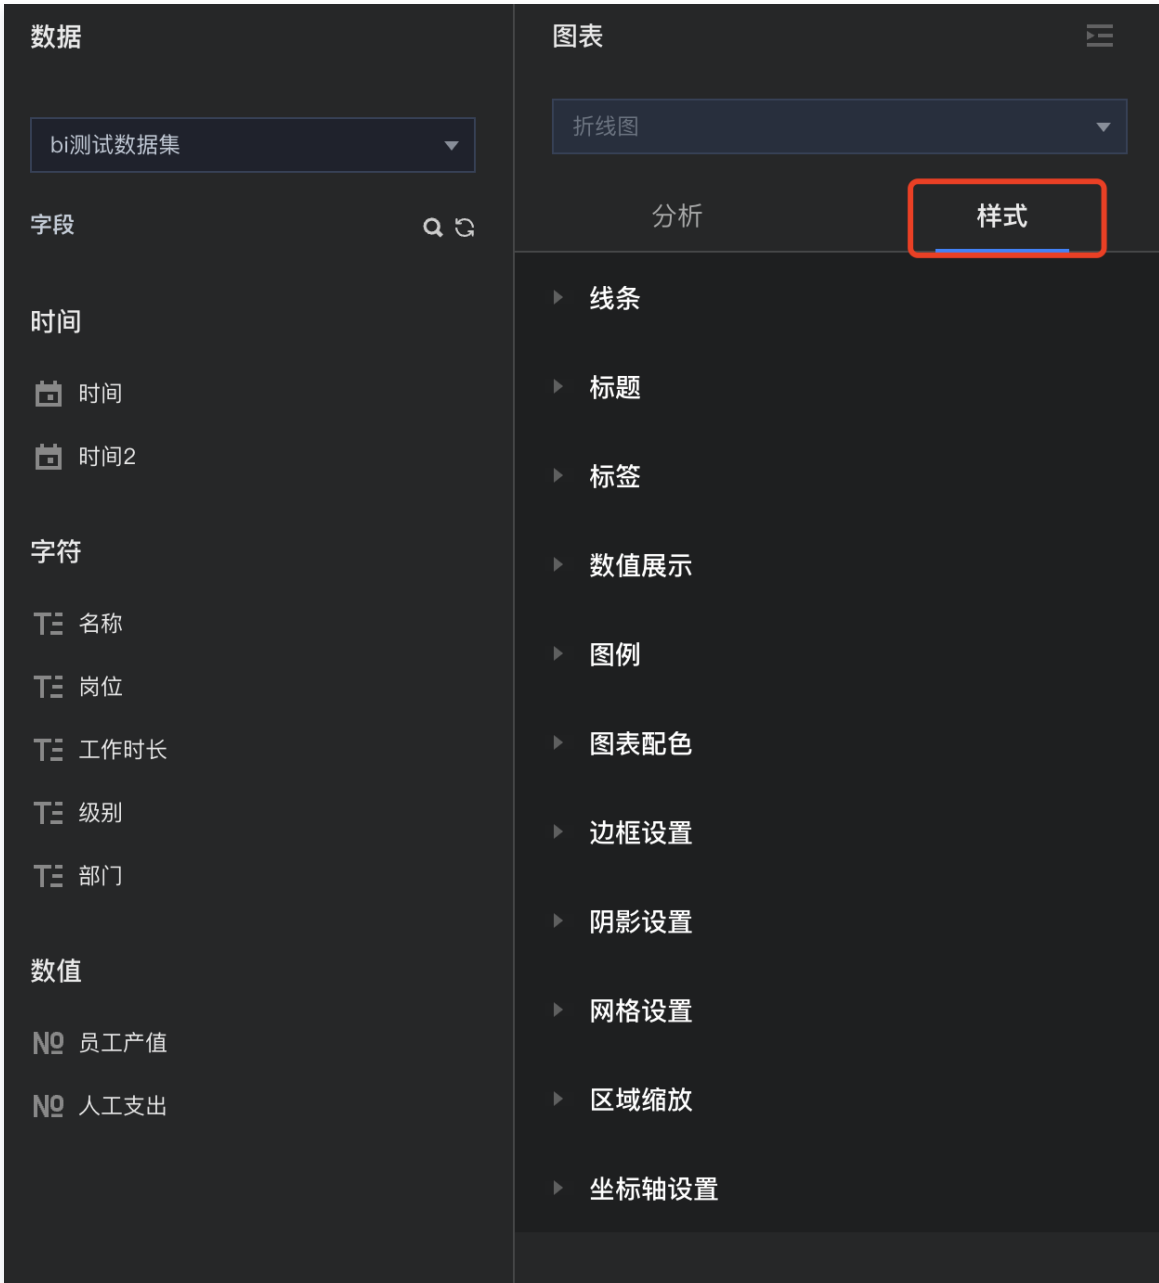 数据
bi测试数据集
字段
时间
时间
时间2
字符
名称
岗位
工作时长
级别
部门
数值
员工产值
人工支出
图表
折线图
分析
样式
线条
标题
标签
数值展示
图例
图表配色
边框设置
阴影设置
网格设置
区域缩放
坐标轴设置